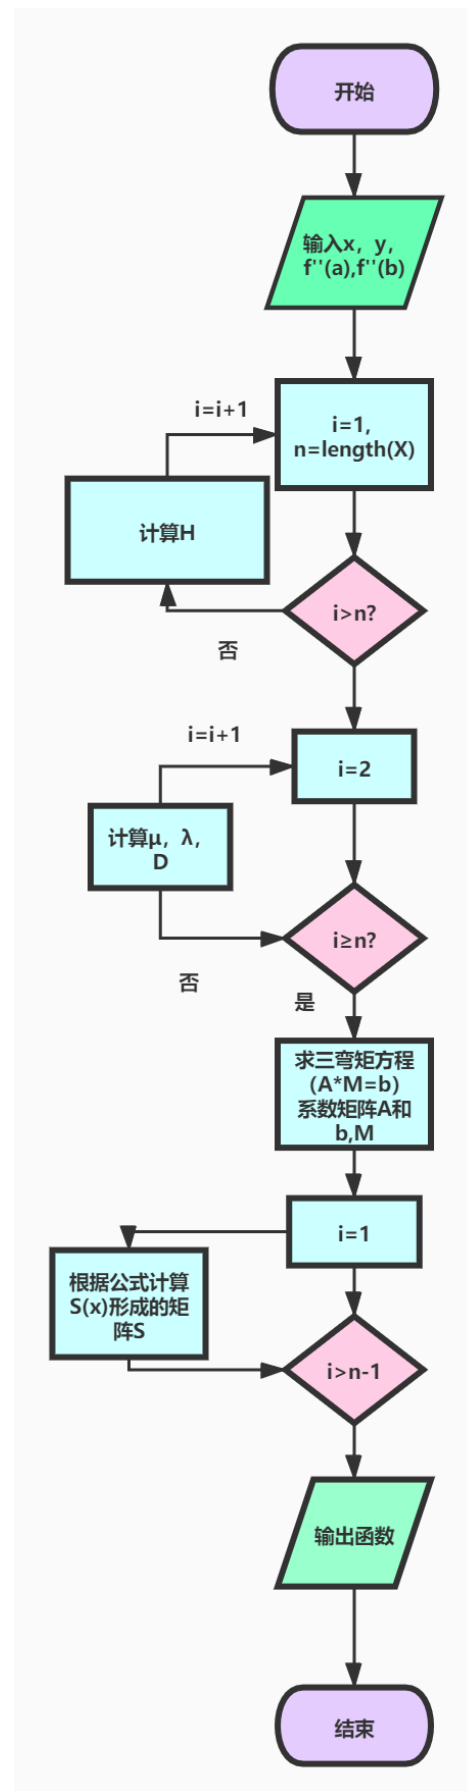 开始
输入x，y，
f''(a),f''(b)
i=i+1
i=1,
n=length(X)
计算H
i>n?
否
i=i+1
i=2
计算μ，λ，
D
i≥n?
否
是
求三弯矩方程
（A*M=b）
系数矩阵A和
b,M
i=1
根据公式计算
S(x)形成的矩
阵S
i>n-1
输出函数
结束